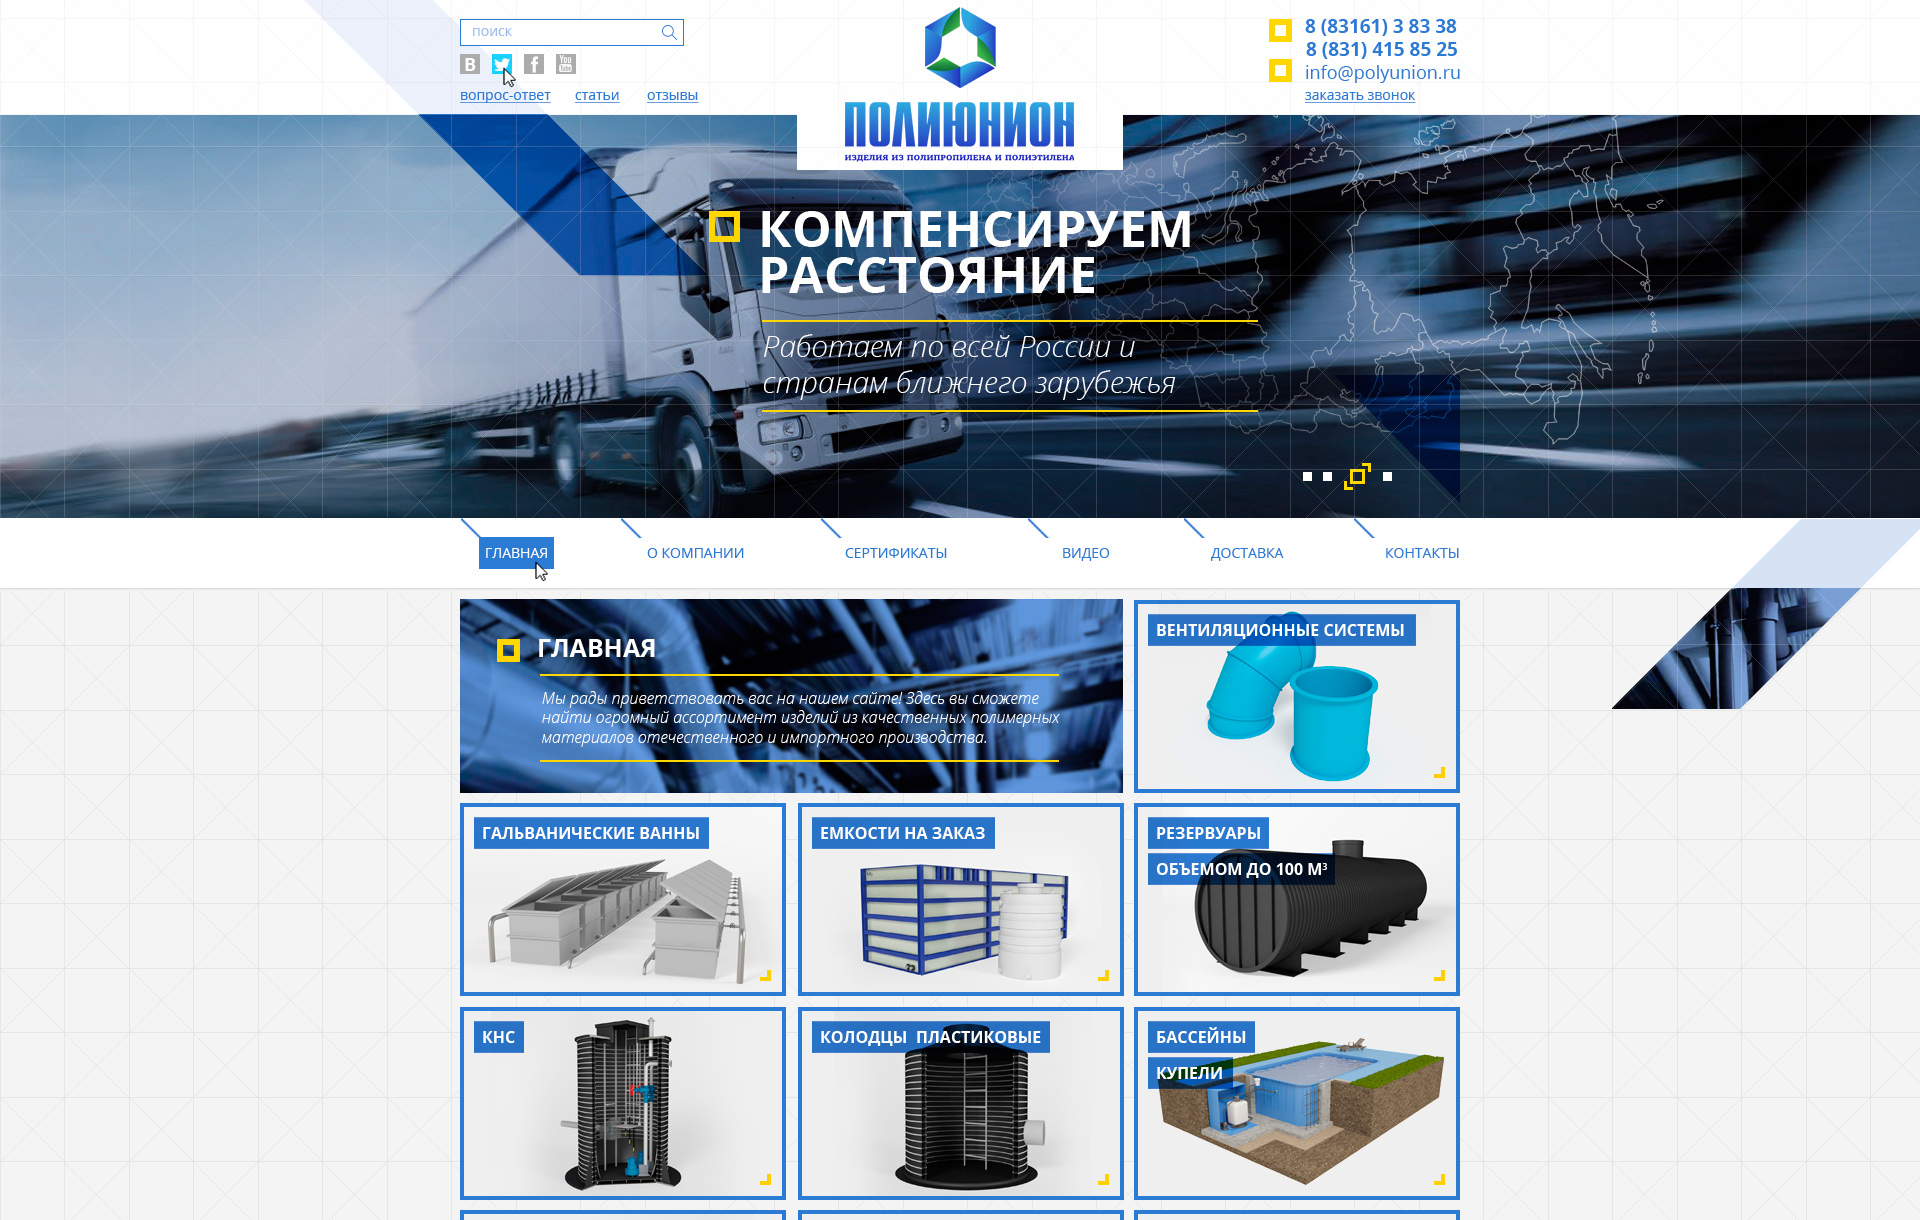 поиск
B
f
You
Tube
вопрос-ответ статьи отзывы
ПОЛИЮНИОН
ИЗДЕЛИЯ ИЗ ПОЛИПРОПИЛЕНА И ПОЛИЭТИЛЕНА
8 (83161) 3 83 38
8 (831) 415 85 25
info@polyunion.ru
заказать звонок
КОМПЕНСИРУЕМ
РАССТОЯНИЕ
Работаем по всей России и
странам ближнего зарубежья
ГЛАВНАЯ О КОМПАНИИ СЕРТИФИКАТЫ ВИДЕО ДОСТАВКА КОНТАКТЫ
ГЛАВНАЯ
Мы рады приветствовать вас на нашем сайте! Здесь вы сможете
найти огромный ассортимент изделий из качественных полимерных
материалов отечественного и импортного производства.
ВЕНТИЛЯЦИОННЫЕ СИСТЕМЫ
ГАЛЬВАНИЧЕСКИЕ ВАННЫ
ЕМКОСТИ НА ЗАКАЗ
РЕЗЕРВУАРЫ
ОБЪЕМОМ ДО 100 М³
КНС
КОЛОДЦЫ ПЛАСТИКОВЫЕ
БАССЕЙНЫ
КУПЕЛИ